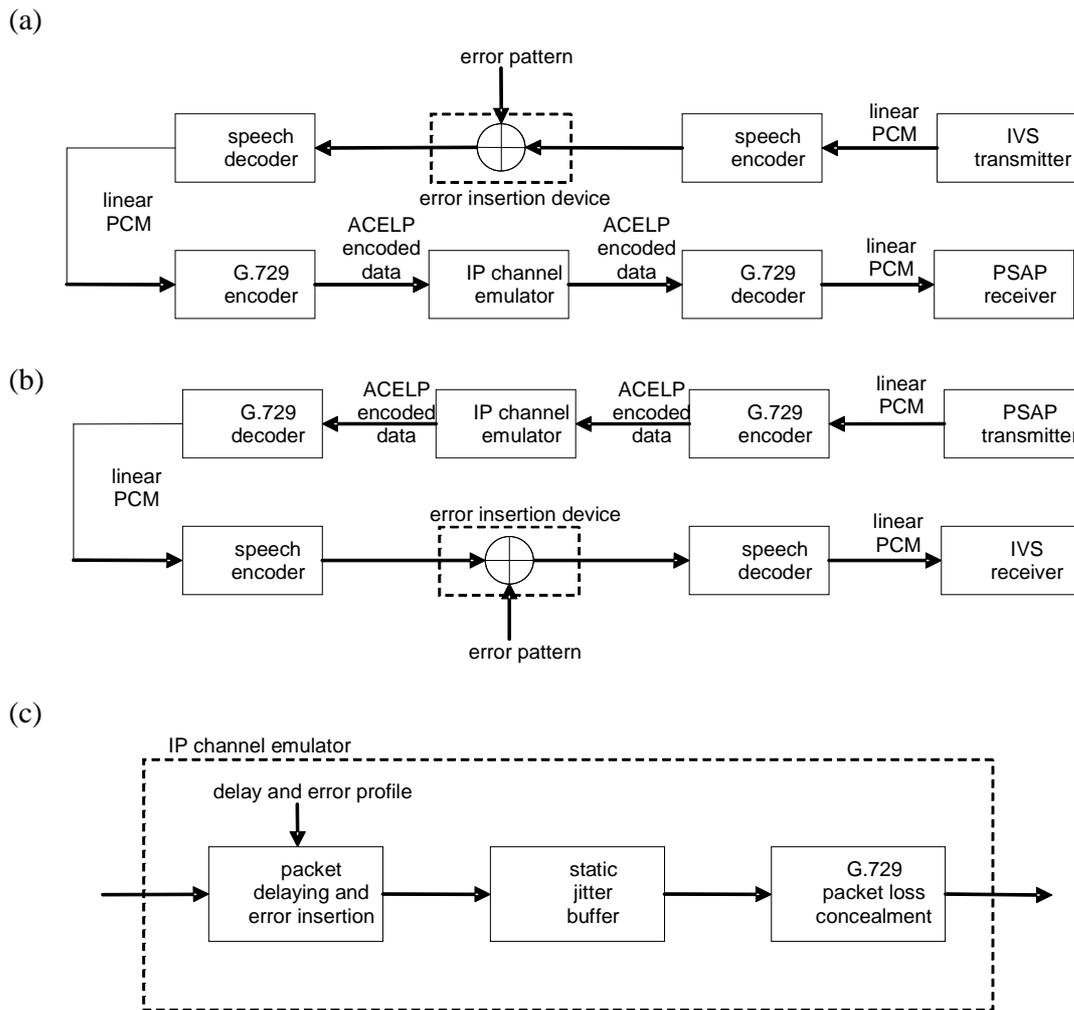 (a)
error pattern
speech
decoder
error insertion device
speech
encoder
linear
PCM
IVS
transmitter
linear
PCM
G.729
encoder
ACELP
encoded
data
IP channel
emulator
ACELP
encoded
data
G.729
decoder
linear
PCM
PSAP
receiver
(b)
G.729
decoder
ACELP
encoded
data
IP channel
emulator
ACELP
encoded
data
G.729
encoder
linear
PCM
PSAP
transmitter
linear
PCM
speech
encoder
error insertion device
error pattern
speech
decoder
linear
PCM
IVS
receiver
(c)
IP channel emulator
delay and error profile
packet
delaying and
error insertion
static
jitter
buffer
G.729
packet loss
concealment